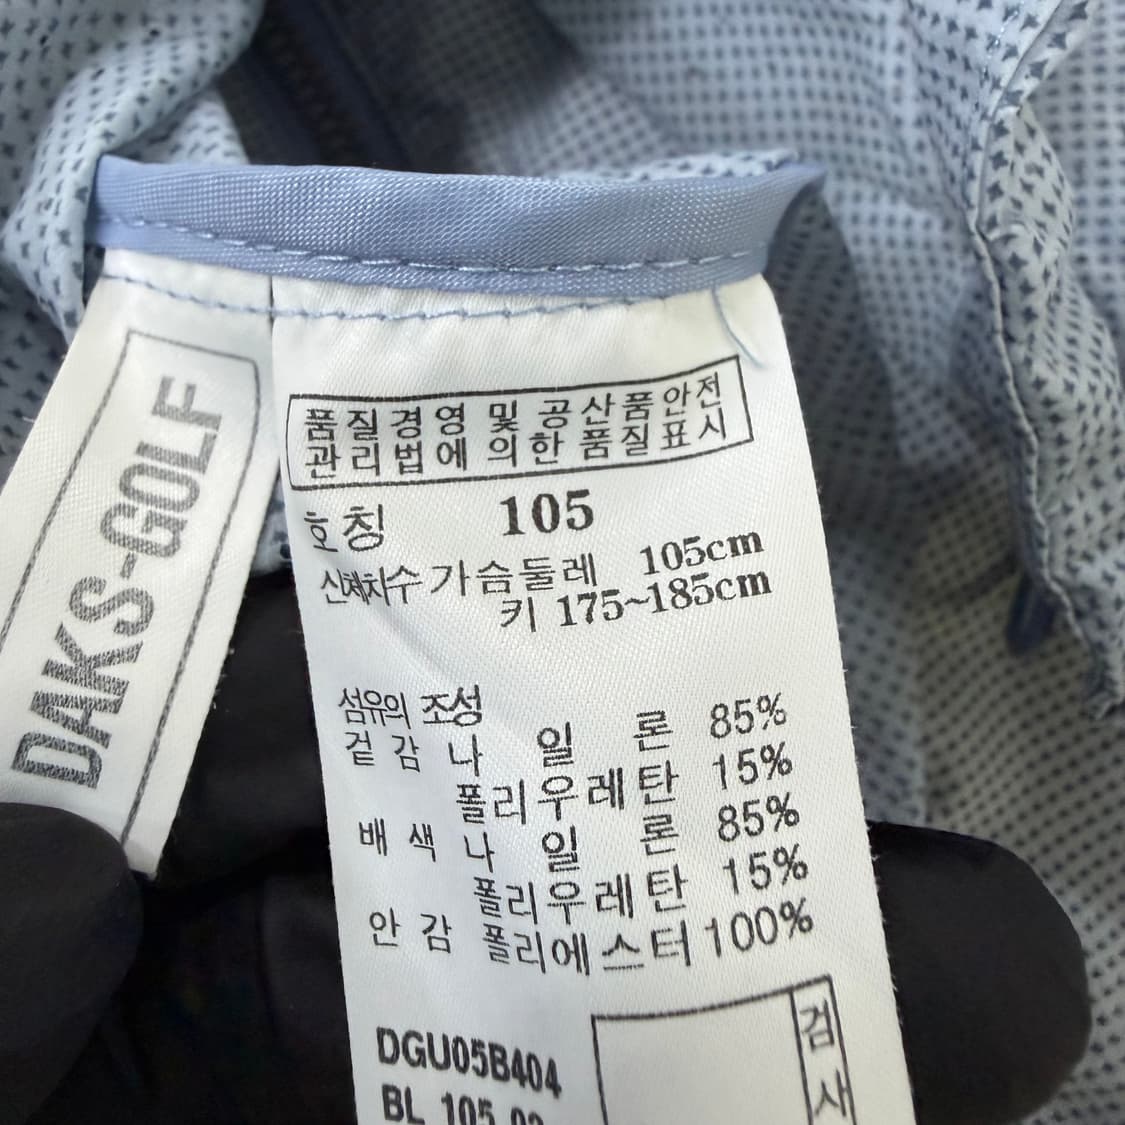 DAKS-GOLF
품질경영 및 공산품안전
관리법에 의한 품질표시
호칭 105
신체치수 가슴둘레 105cm
키 175~185cm
섬유의 조성
겉감 나일론 85%
폴리우레탄 15%
배색 나일론 85%
폴리우레탄 15%
안감 폴리에스터 100%
DGU05B404
BL 105
검사